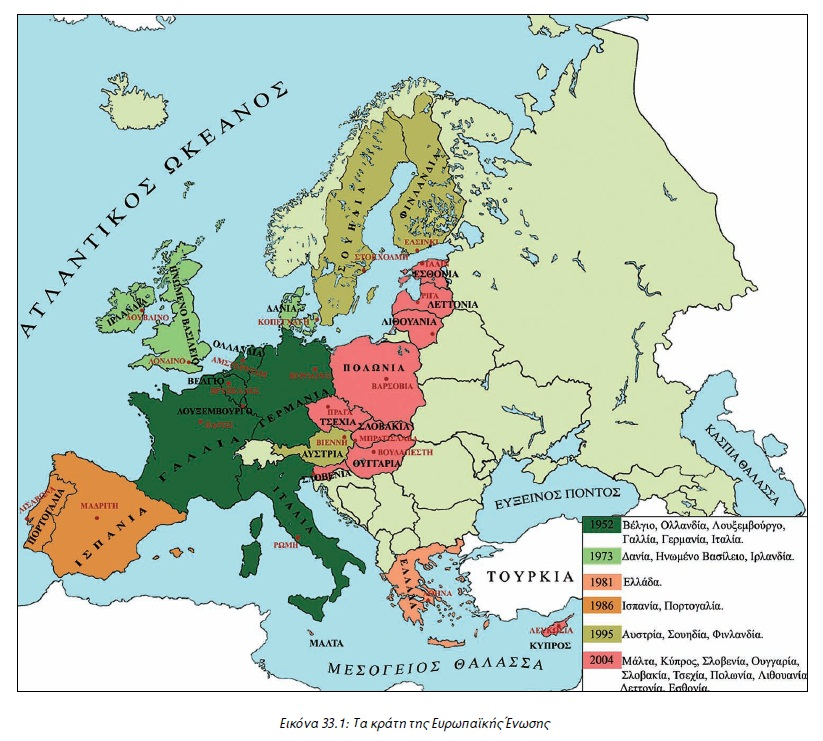 ΑΤΛΑΝΤΙΚΟΣ ΩΚΕΑΝΟΣ
ΣΟΥΗΔΙΑ
ΦΙΝΛΑΝΔΙΑ
ΕΛΣΙΝΚΙ
ΣΤΟΚΧΟΛΜΗ
ΤΑΛΙΝ
ΕΣΘΟΝΙΑ
ΡΙΓΑ
ΛΕΤΤΟΝΙΑ
ΛΙΘΟΥΑΝΙΑ
ΗΝΩΜΕΝΟ ΒΑΣΙΛΕΙΟ
ΙΡΛΑΝΔΙΑ
ΔΟΥΒΛΙΝΟ
ΛΟΝΔΙΝΟ
ΔΑΝΙΑ
ΚΟΠΕΓΧΑΓΗ
ΟΛΛΑΝΔΙΑ
ΒΕΛΓΙΟ
ΛΟΥΞΕΜΒΟΥΡΓΟ
ΓΑΛΛΙΑ
ΓΕΡΜΑΝΙΑ
ΠΟΛΩΝΙΑ
ΒΑΡΣΟΒΙΑ
ΠΡΑΓΑ
ΤΣΕΧΙΑ
ΣΛΟΒΑΚΙΑ
ΜΠΡΑΤΙΣΛΑΒΑ
ΒΙΕΝΝΗ
ΑΥΣΤΡΙΑ
ΒΟΥΔΑΠΕΣΤΗ
ΟΥΓΓΑΡΙΑ
ΣΛΟΒΕΝΙΑ
ΙΤΑΛΙΑ
ΡΩΜΗ
ΛΙΣΑΒΟΝΑ
ΠΟΡΤΟΓΑΛΙΑ
ΜΑΔΡΙΤΗ
ΙΣΠΑΝΙΑ
ΕΛΛΑΔΑ
ΑΘΗΝΑ
ΜΑΛΤΑ
ΜΕΣΟΓΕΙΟΣ ΘΑΛΑΣΣΑ
ΕΥΞΕΙΝΟΣ ΠΟΝΤΟΣ
ΚΑΣΠΙΑ ΘΑΛΑΣΣΑ
ΤΟΥΡΚΙΑ
ΛΕΥΚΩΣΙΑ
ΚΥΠΡΟΣ
1952 Βέλγιο, Ολλανδία, Λουξεμβούργο,
Γαλλία, Γερμανία, Ιταλία.
1973 Δανία, Ηνωμένο Βασίλειο, Ιρλανδία.
1981 Ελλάδα.
1986 Ισπανία, Πορτογαλία.
1995 Αυστρία, Σουηδία, Φινλανδία.
2004 Μάλτα, Κύπρος, Σλοβενία, Ουγγαρία,
Σλοβακία, Τσεχία, Πολωνία, Λιθουανία
Λεττονία, Εσθονία.
Εικόνα 33.1: Τα κράτη της Ευρωπαϊκής Ένωσης